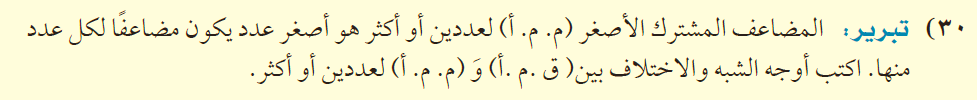 ٣٠) تبرير: المضاعف المشترك الأصغر (م. م. أ) لعددين أو أكثر هو أصغر عدد يكون مضاعفًا لكل عدد
منها. اكتب أوجه الشبه والاختلاف بين( ق .م .أ) وَ (م. م. أ) لعددين أو أكثر.